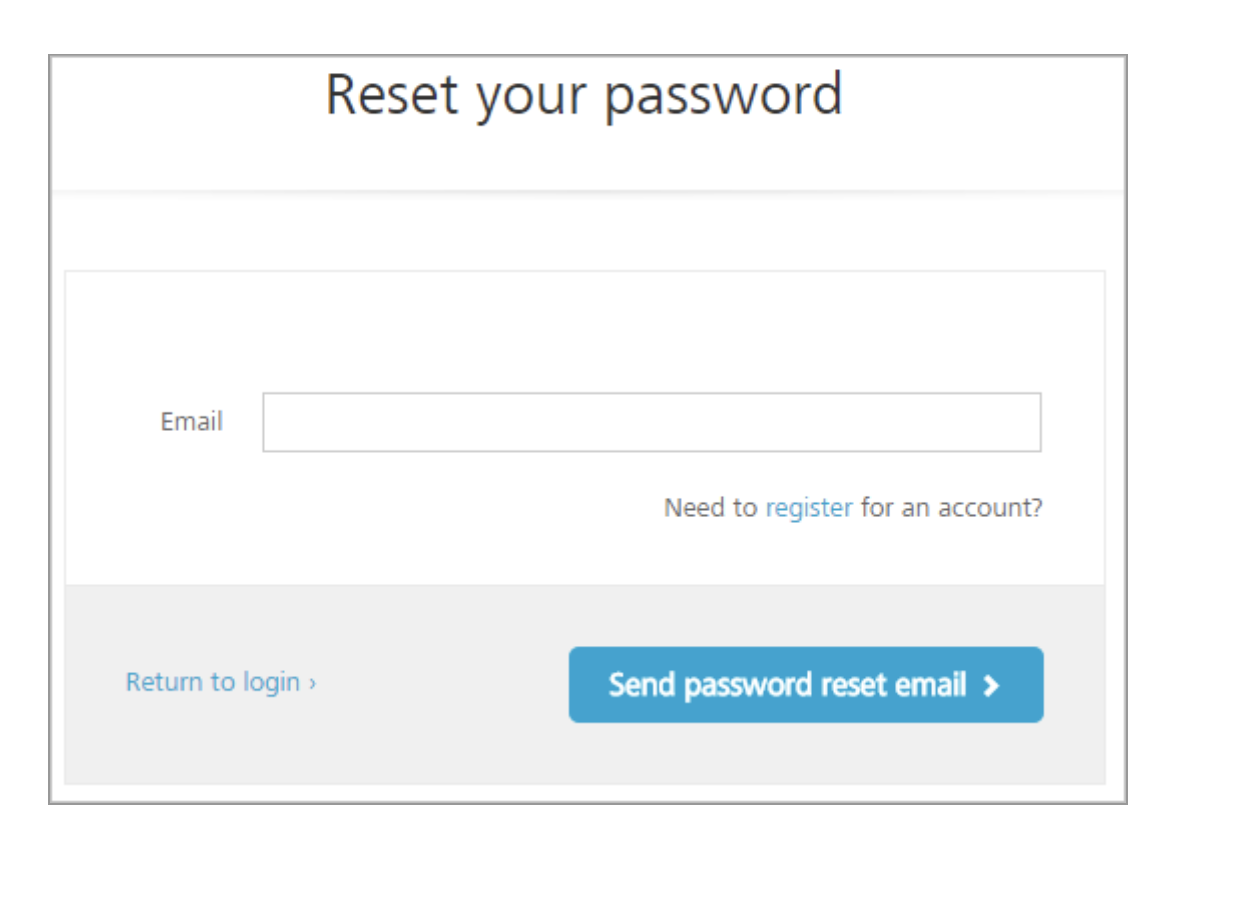 Reset your password
Email
Need to register for an account?
Return to login ›
Send password reset email ›